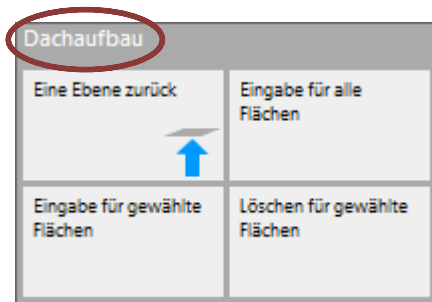 Dachaufbau
Eine Ebene zurück
Eingabe für alle
Flächen
Eingabe für gewählte
Flächen
Löschen für gewählte
Flächen